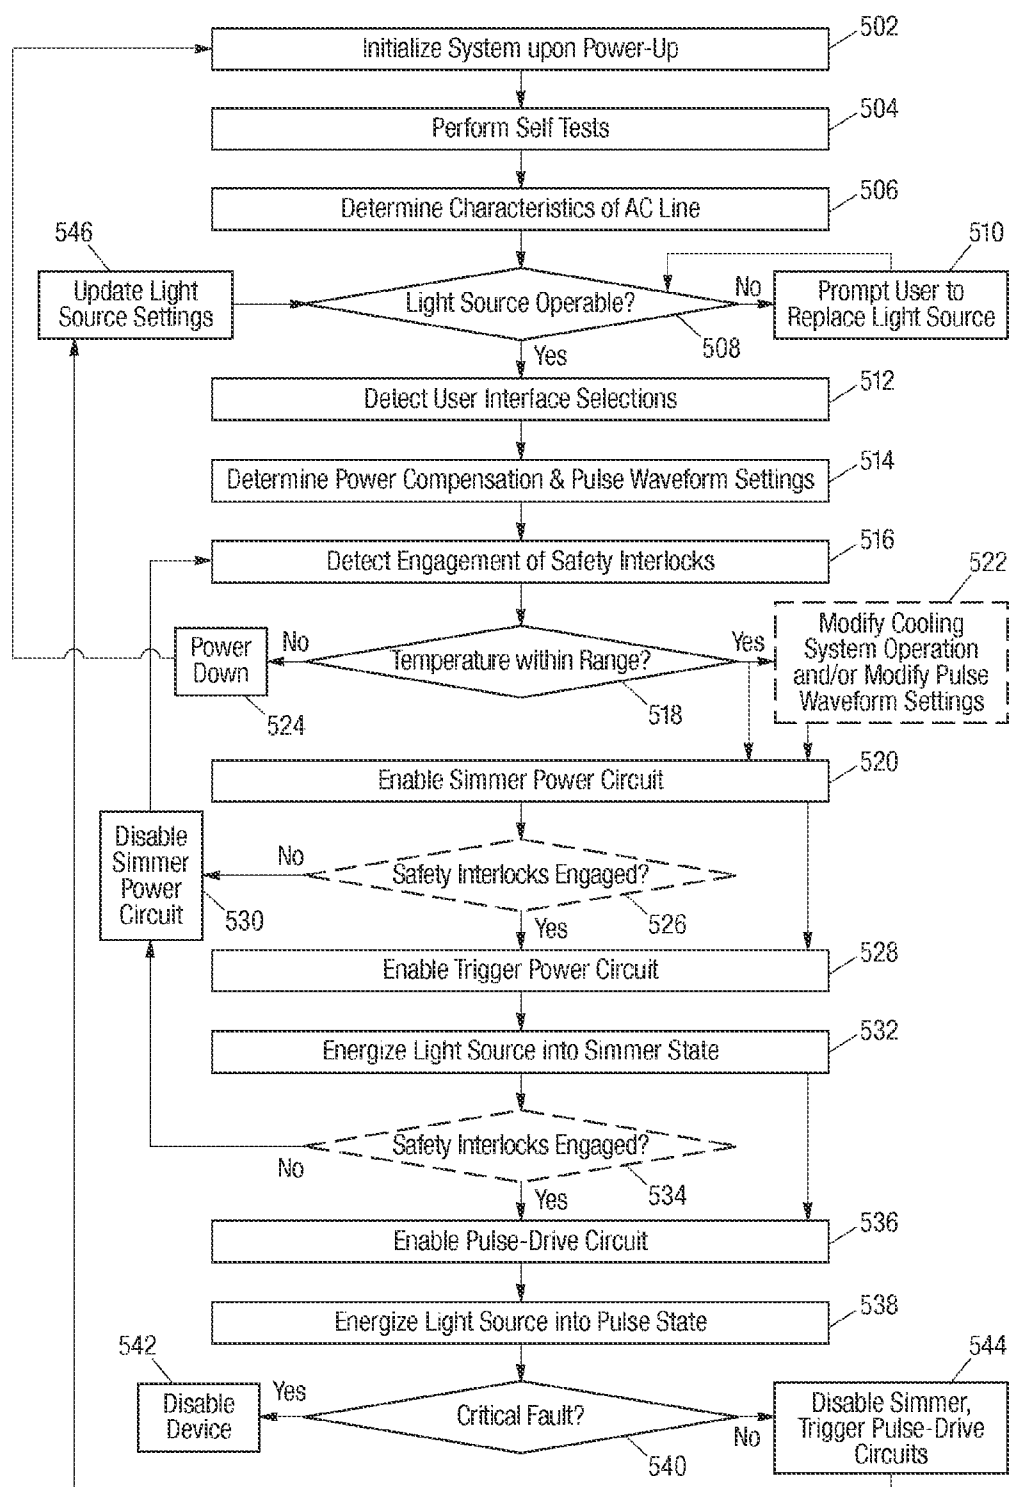 502
Initialize System upon Power-Up
504
Perform Self Tests
506
Determine Characteristics of AC Line
546
Update Light
Source Settings
Light Source Operable?
508
No
510
Prompt User to
Replace Light Source
Yes
512
Detect User Interface Selections
514
Determine Power Compensation & Pulse Waveform Settings
516
Detect Engagement of Safety Interlocks
522
Modify Cooling
System Operation
and/or Modify Pulse
Waveform Settings
Power
Down
524
No
Temperature within Range?
518
Yes
520
Enable Simmer Power Circuit
Disable
Simmer
Power
Circuit
530
No
Safety Interlocks Engaged?
526
Yes
528
Enable Trigger Power Circuit
532
Energize Light Source into Simmer State
Safety Interlocks Engaged?
No
534
Yes
536
Enable Pulse-Drive Circuit
538
Energize Light Source into Pulse State
542
Disable
Device
Yes
Critical Fault?
540
No
544
Disable Simmer,
Trigger Pulse-Drive
Circuits